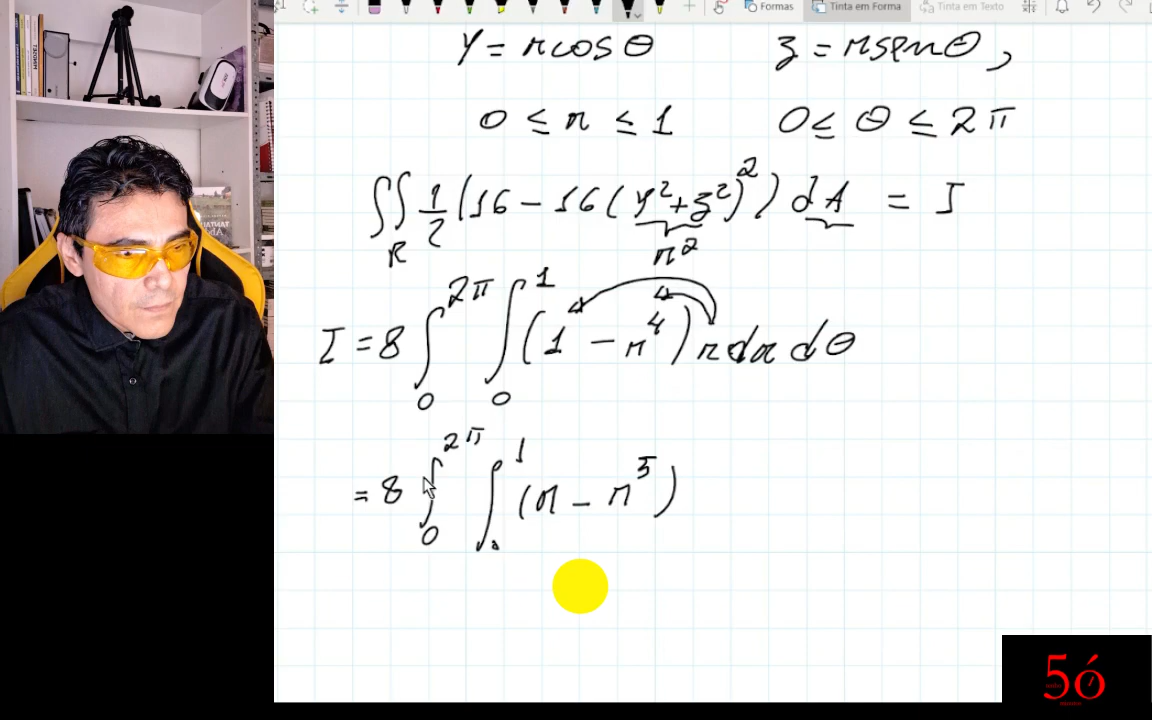 Formas Tinta em Forma Tinta em Texto
y = r cos θ z = r sen θ,
0 ≤ r ≤ 1 0 ≤ θ ≤ 2π
∬_R 1/2 (16 - 16(y²+z²)²) dA = I
r²
I = 8 ∫_0^{2π} ∫_0^1 (1 - r⁴) r dr dθ
= 8 ∫_0^{2π} ∫_0^1 (r - r⁵)
5ó